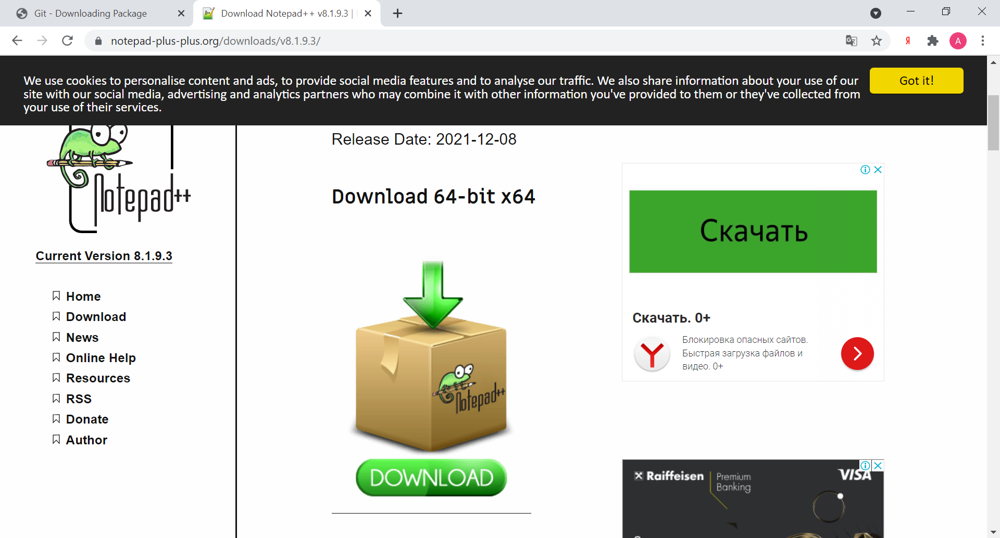 Git - Downloading Package
Download Notepad++ v8.1.9.3 |
notepad-plus-plus.org/downloads/v8.1.9.3/
Я
A
We use cookies to personalise content and ads, to provide social media features and to analyse our traffic. We also share information about your use of our
site with our social media, advertising and analytics partners who may combine it with other information you've provided to them or they've collected from
your use of their services.
Got it!
Notepad++
Current Version 8.1.9.3
Home
Download
News
Online Help
Resources
RSS
Donate
Author
Release Date: 2021-12-08
Download 64-bit x64
Notepad++
DOWNLOAD
Скачать
Скачать. 0+
Блокировка опасных сайтов.
Быстрая загрузка файлов и
видео. 0+
Raiffeisen
Premium
Banking
VISA